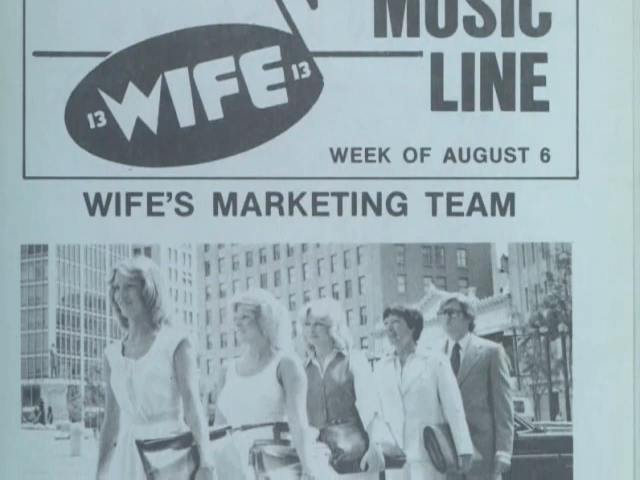 MUSIC
LINE
13 WIFE 13
WEEK OF AUGUST 6
WIFE'S MARKETING TEAM